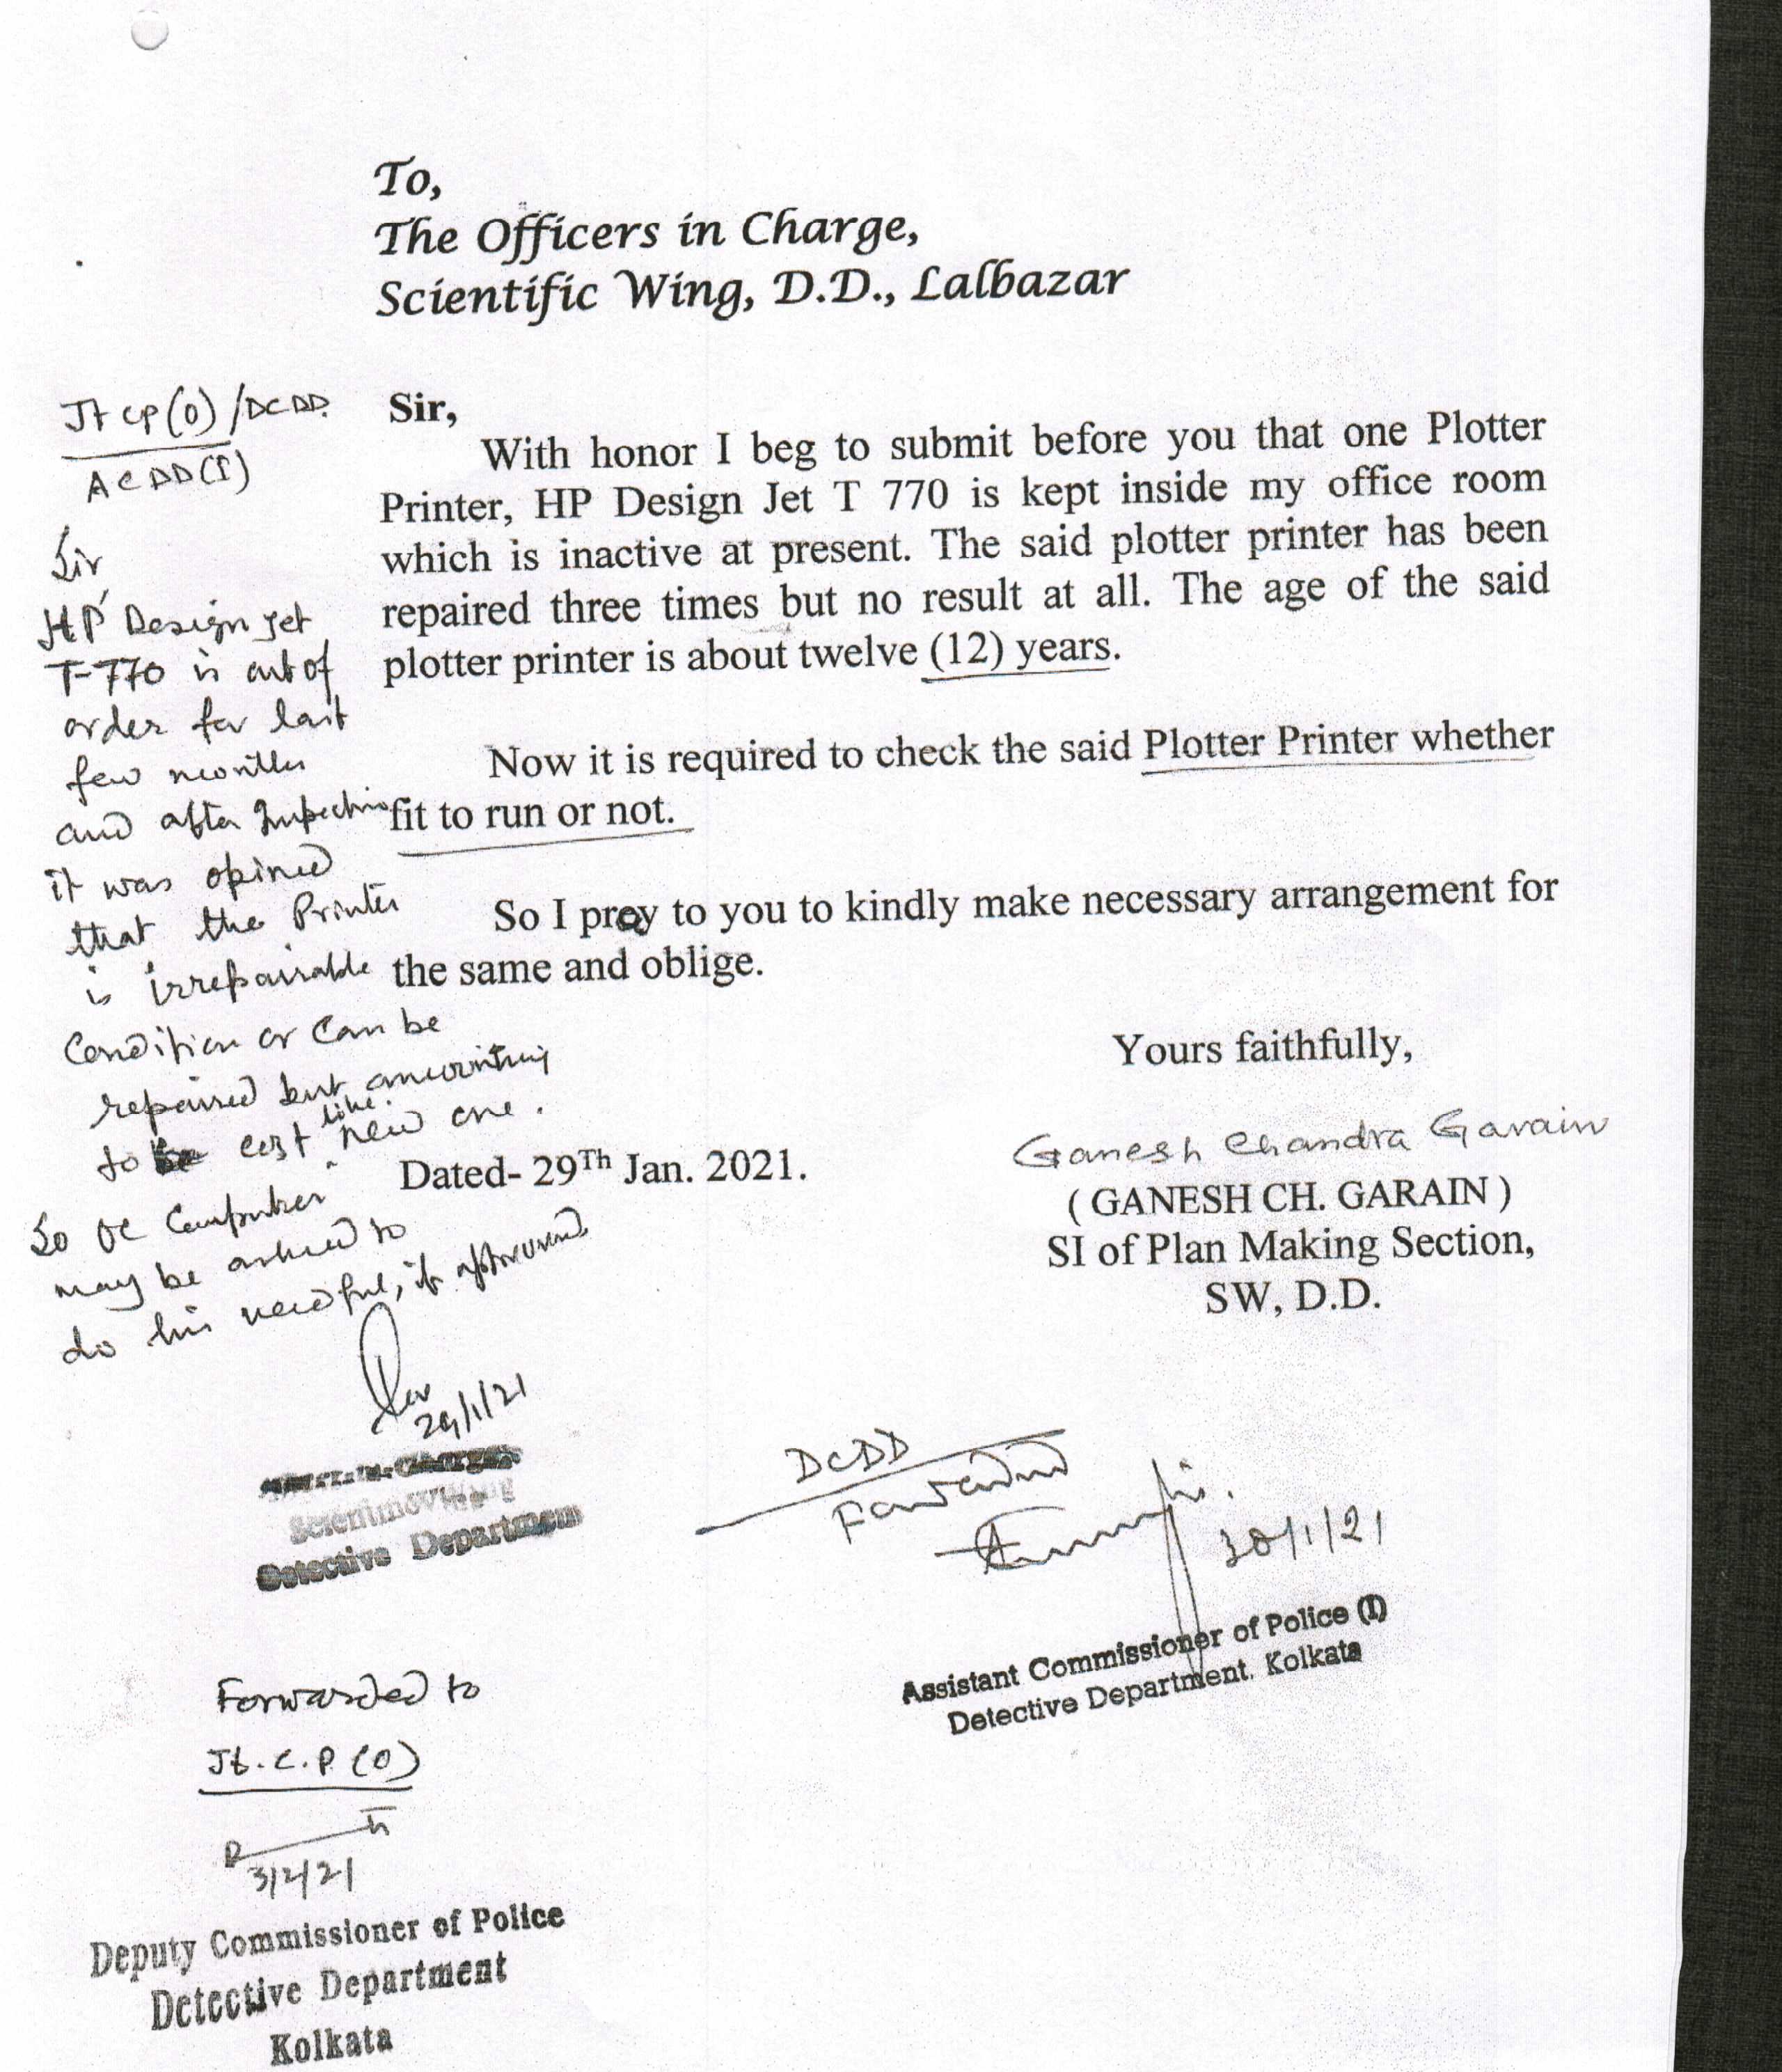 To,
The Officers in Charge,
Scientific Wing, D.D., Lalbazar
Jt CP(O)/DCDD
ACDD(I)
Sir
HP Design Jet
T-770 is out of
order for last
few months
and after Inspection
it was opined
that the Printer
is irrepairable
condition or can be
repaired but amounting
to cost like new one.
So OC Computer
may be asked to
do his needful, if approved
29/1/21
Detective Department
Sir,
With honor I beg to submit before you that one Plotter
Printer, HP Design Jet T 770 is kept inside my office room
which is inactive at present. The said plotter printer has been
repaired three times but no result at all. The age of the said
plotter printer is about twelve (12) years.
Now it is required to check the said Plotter Printer whether
fit to run or not.
So I pray to you to kindly make necessary arrangement for
the same and oblige.
Yours faithfully,
Dated- 29Th Jan. 2021.
Ganesh Chandra Garain
( GANESH CH. GARAIN )
SI of Plan Making Section,
SW, D.D.
DCDD
Forwarded
30/1/21
Assistant Commissioner of Police (I)
Detective Department. Kolkata
Forwarded to
Jt. C.P. (O)
3/2/21
Deputy Commissioner of Police
Detective Department
Kolkata